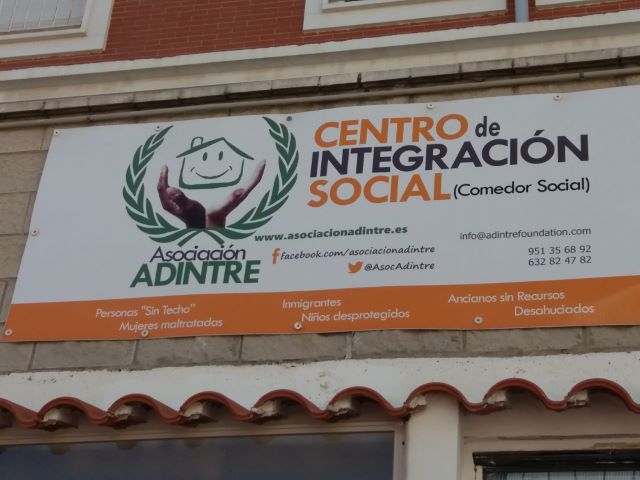 CENTRO de
INTEGRACIÓN
SOCIAL (Comedor Social)
Asociación
ADINTRE
www.asociacionadintre.es
facebook.com/asociacionadintre
@AsocAdintre
info@adintrefoundation.com
951 35 68 92
632 82 47 82
Personas "Sin Techo"
Mujeres maltratadas
Inmigrantes
Niños desprotegidos
Ancianos sin Recursos
Desahuciados